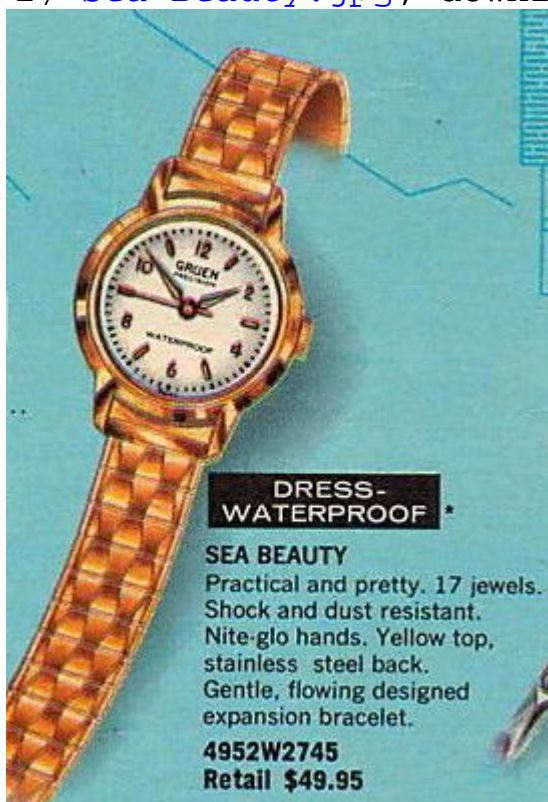 12
GRUEN
PRECISION
10
2
8
4
WATERPROOF
6
DRESS-
WATERPROOF *
SEA BEAUTY
Practical and pretty. 17 jewels.
Shock and dust resistant.
Nite-glo hands. Yellow top,
stainless steel back.
Gentle, flowing designed
expansion bracelet.
4952W2745
Retail $49.95